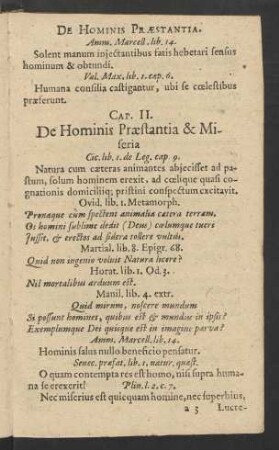 DE HOMINIS PRÆSTANTIA.
Amm. Marcell. lib. 14.
Solent manum injectantibus fatis hebetari sensus
hominum & obtundi.
Val. Max. lib. 1. cap. 6.
Humana consilia castigantur, ubi se cœlestibus
præferunt.
CAP. II.
De Hominis Præstantia & Mi-
seria
Cic. lib. 1. de Leg. cap. 9.
Natura cum cæteras animantes abjecisset ad pa-
stum, solum hominem erexit, ad cœlique quasi co-
gnationis domiciliiq; pristini conspectum excitavit.
Ovid, lib. 1. Metamorph.
Pronaque cùm spectent animalia cætera terram,
Os homini sublime dedit (Deus) cœlumque tueri
Jussit, & erectos ad sidera tollere vultus.
Martial. lib. 8. Epigr. 68.
Quid non ingenio voluit Natura licere?
Horat. lib. 1. Od. 3.
Nil mortalibus arduum est.
Manil. lib. 4. extr.
Quid mirum, noscere mundum
Si possunt homines, quibus est & mundus in ipsis?
Exemplumque Dei quisque est in imagine parva?
Amm. Marcell. lib. 14.
Hominis salus nullo beneficio pensatur.
Senec. præfat. lib. 1. natur. quæst.
O quam contempta res est homo, nisi supra huma-
na se erexerit! Plin. l. 2. c. 7.
Nec miserius est quicquam homine, nec superbius,
a 3 Lucre-